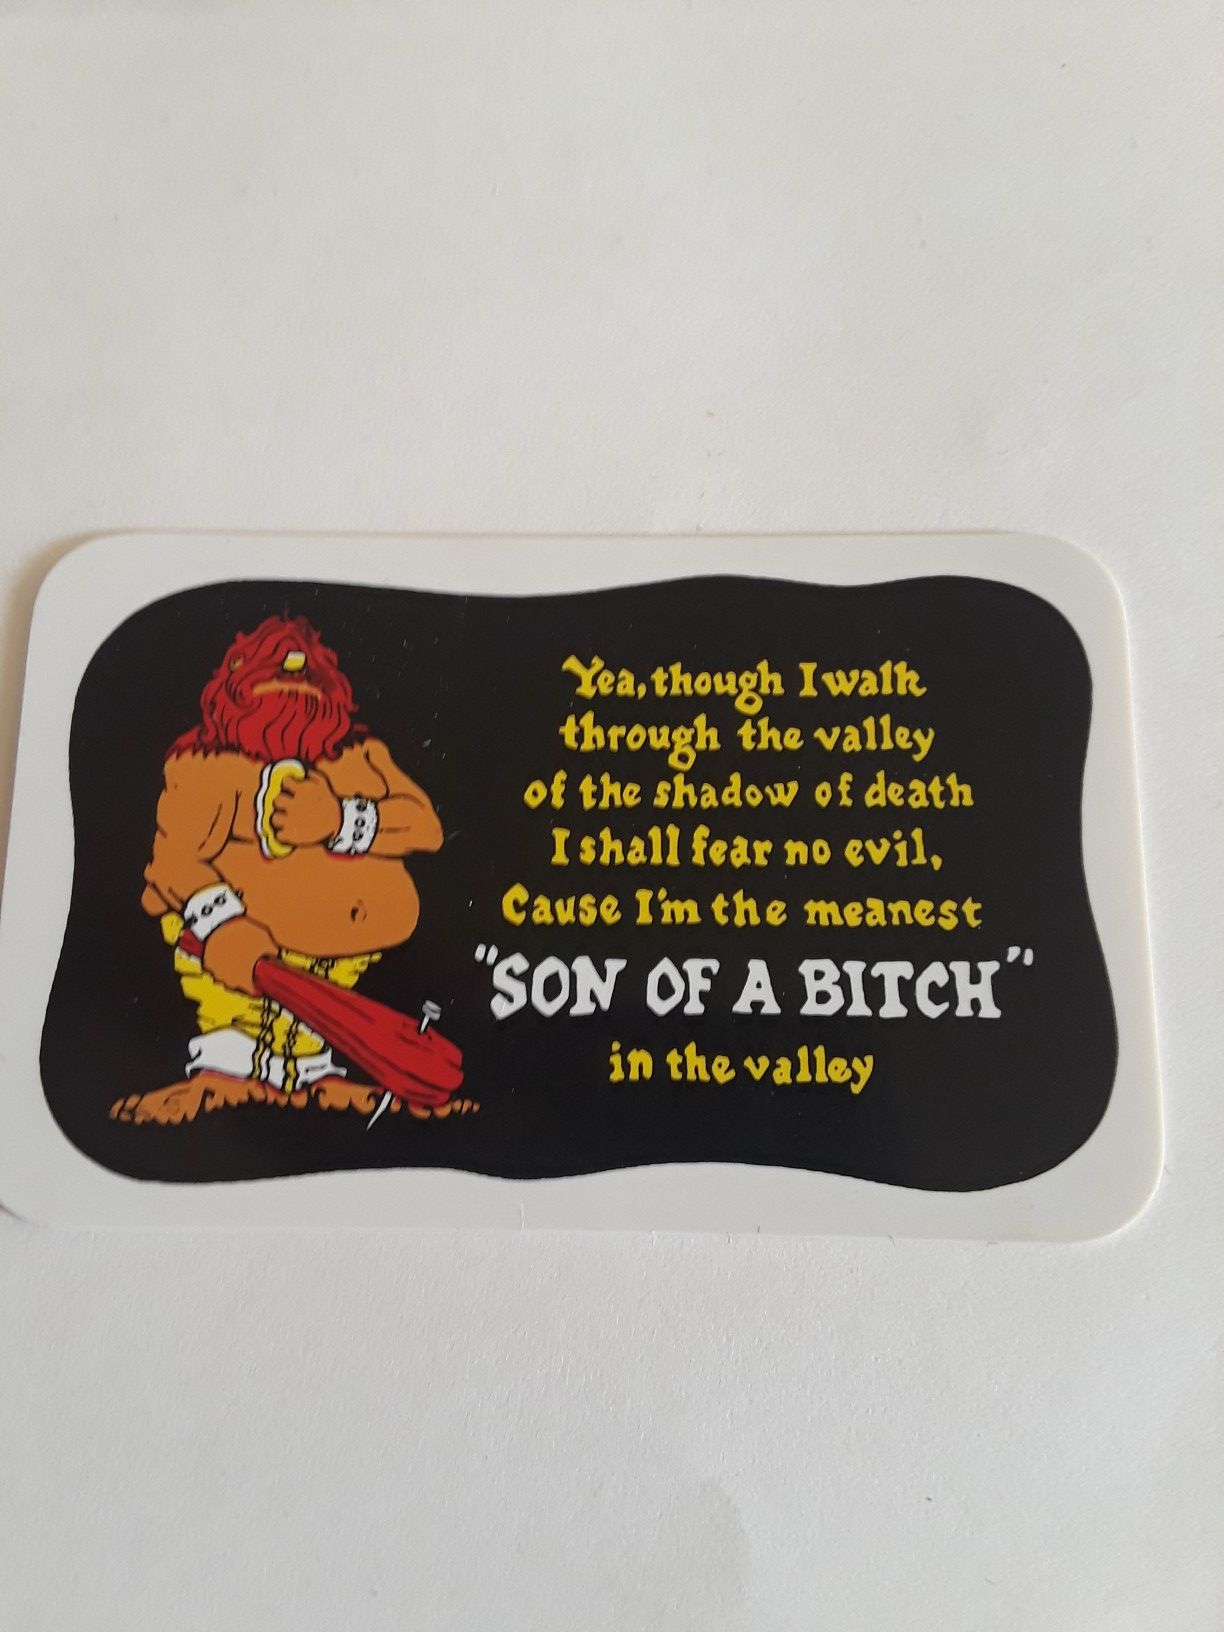 Yea, though I walk
through the valley
of the shadow of death
I shall fear no evil,
Cause I'm the meanest
"SON OF A BITCH"
in the valley